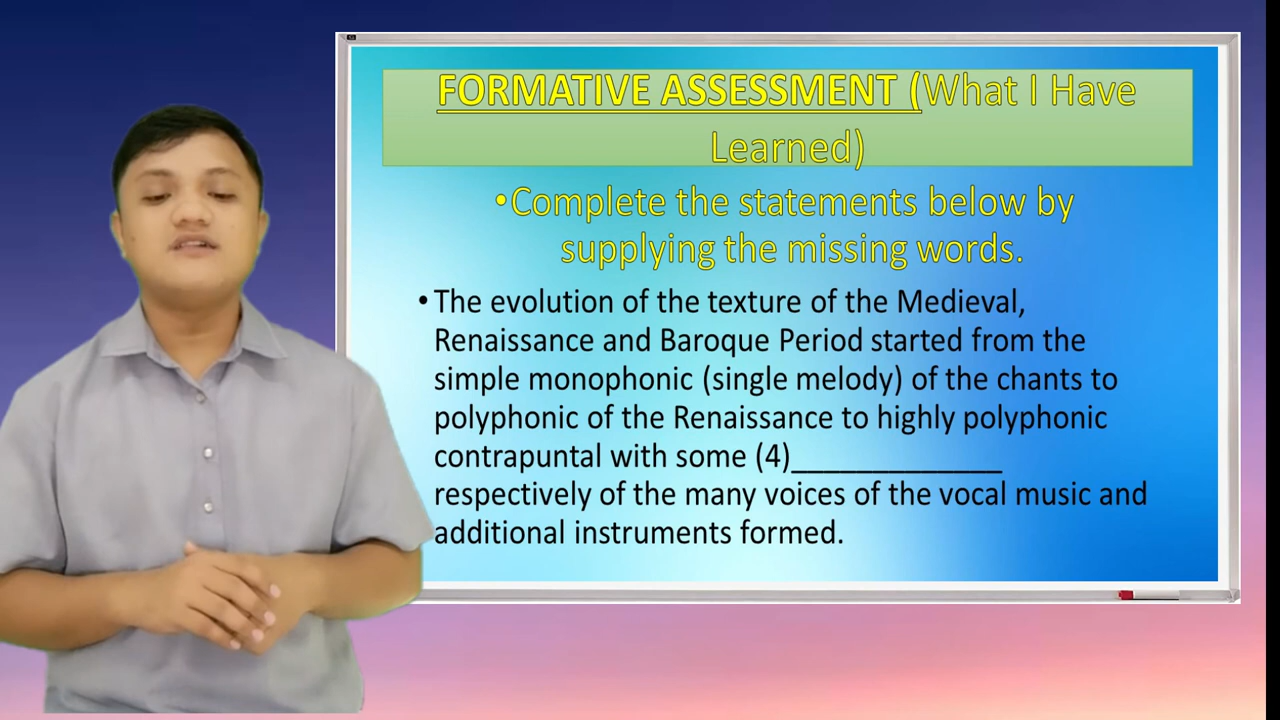 FORMATIVE ASSESSMENT (What I Have
Learned)
•Complete the statements below by
supplying the missing words.
• The evolution of the texture of the Medieval,
Renaissance and Baroque Period started from the
simple monophonic (single melody) of the chants to
polyphonic of the Renaissance to highly polyphonic
contrapuntal with some (4)_____________
respectively of the many voices of the vocal music and
additional instruments formed.